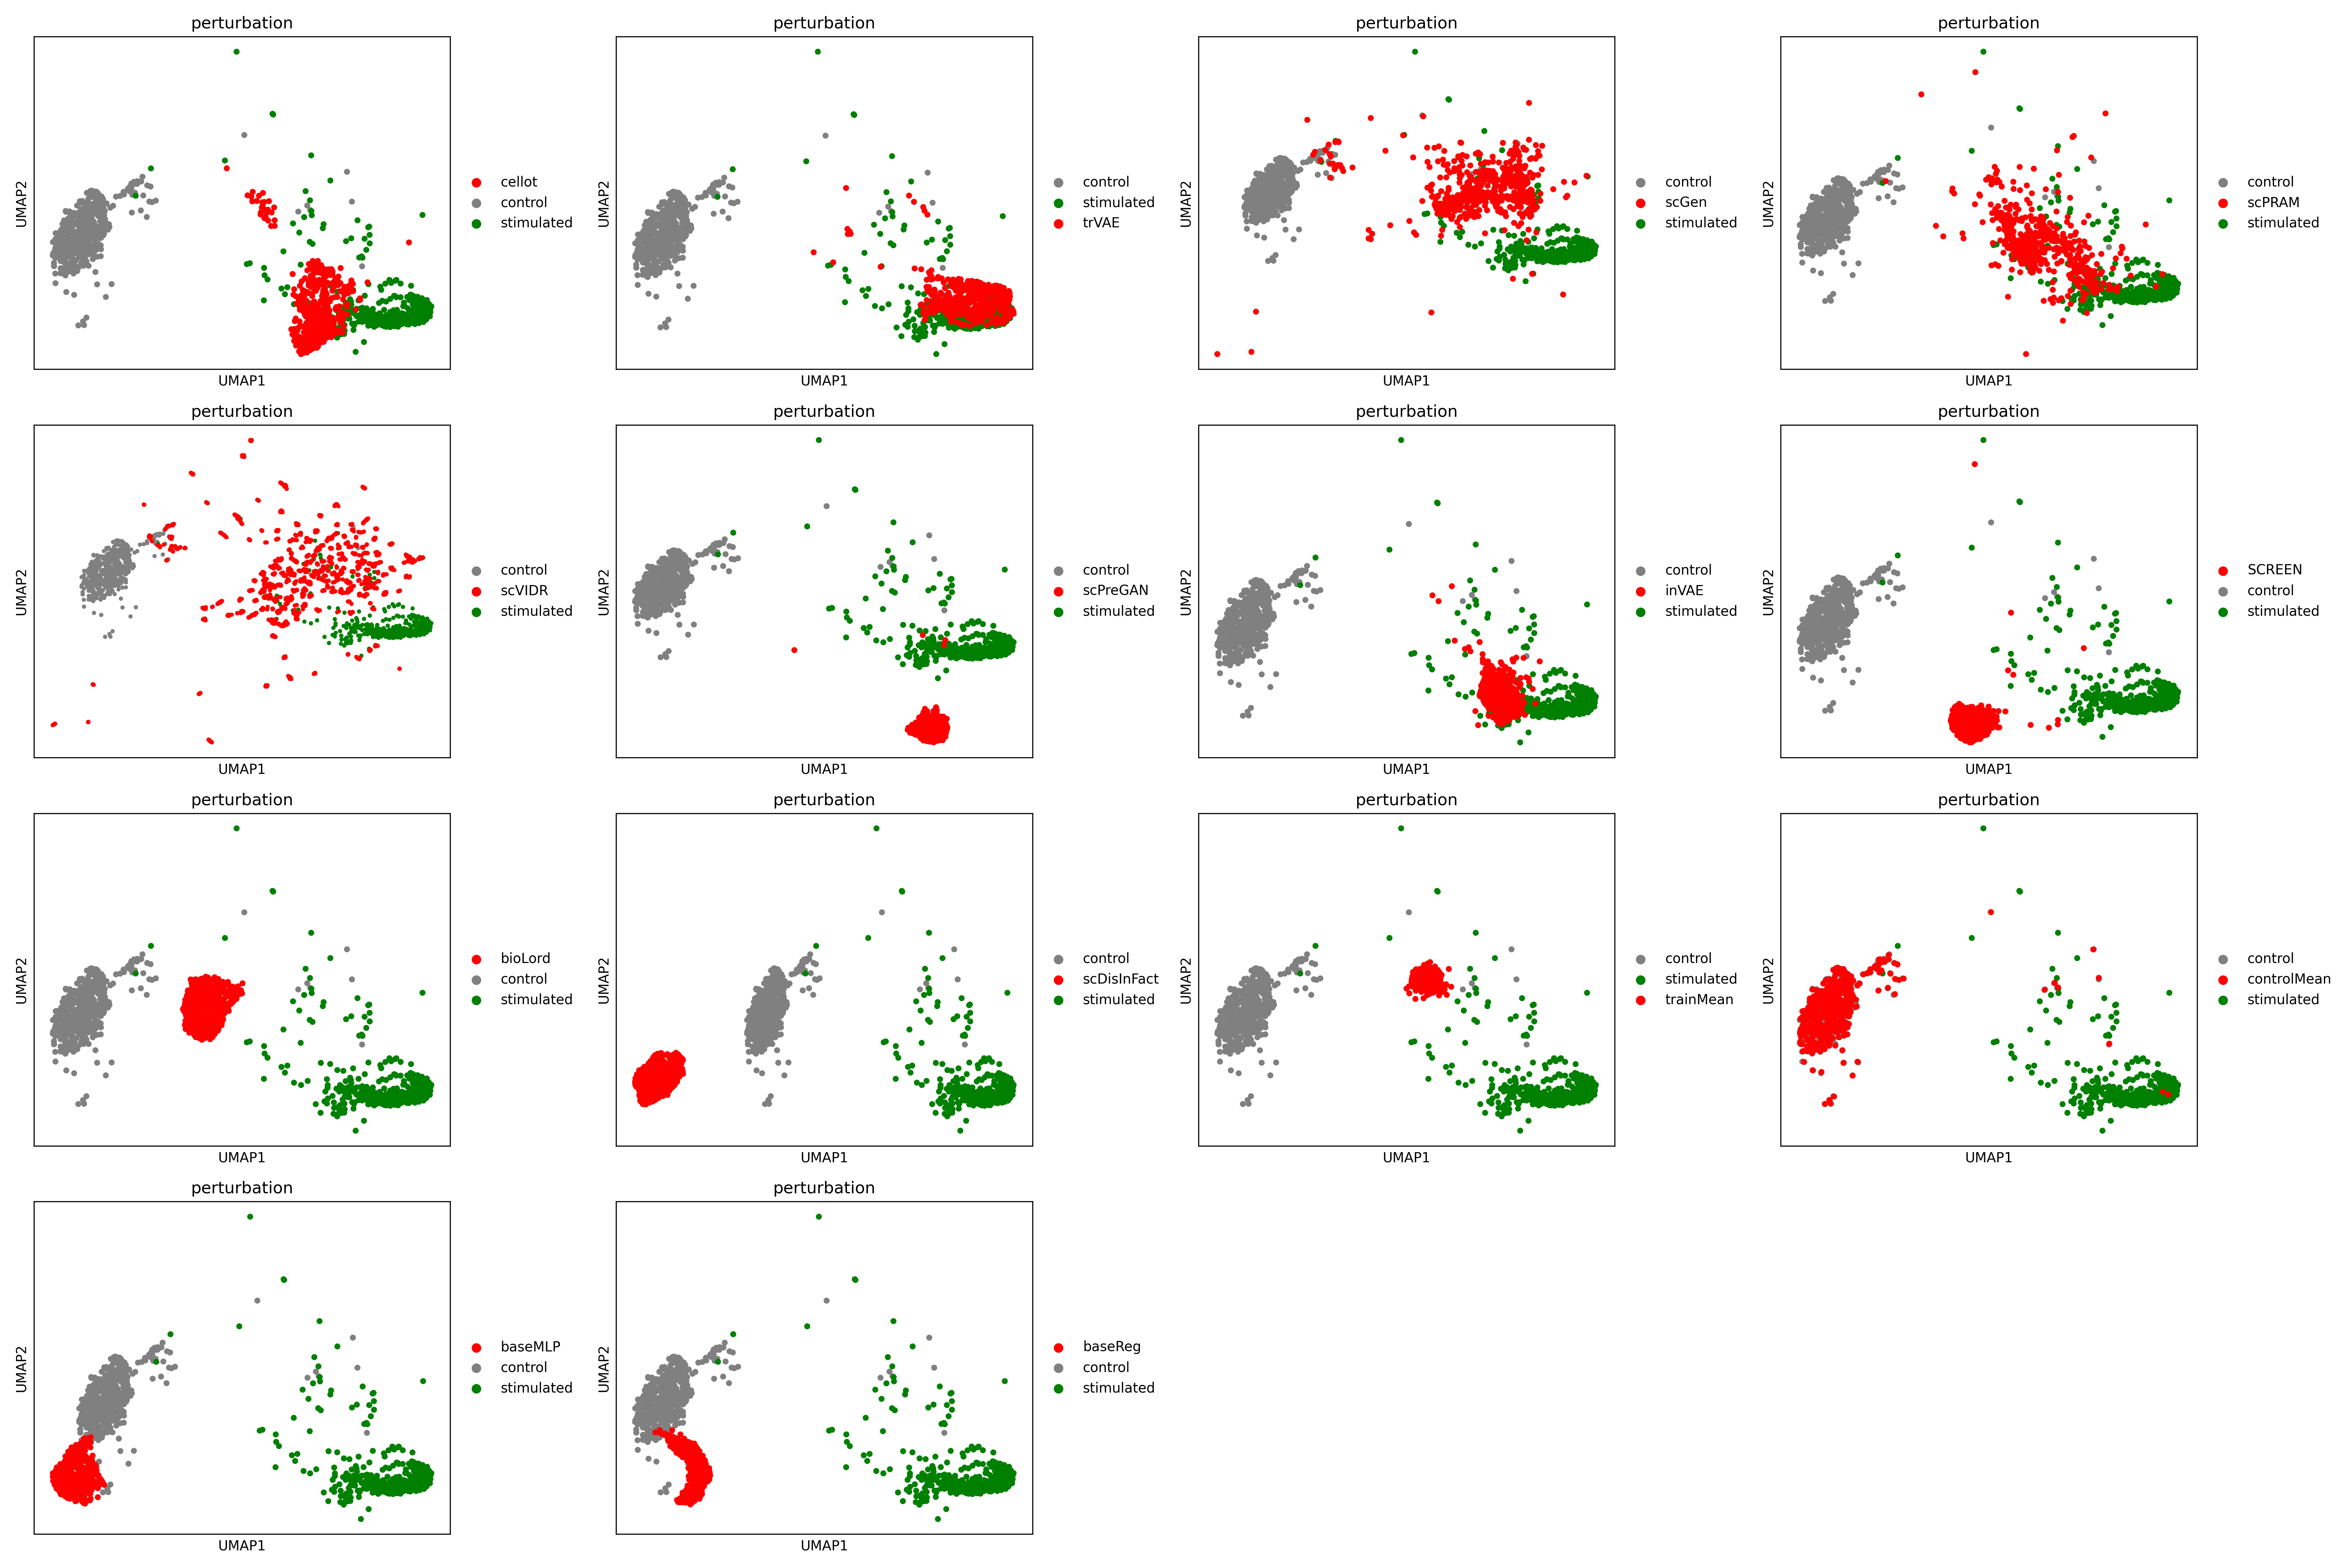 perturbation
UMAP2
UMAP1
cellot
control
stimulated
perturbation
UMAP2
UMAP1
control
stimulated
trVAE
perturbation
UMAP2
UMAP1
control
scGen
stimulated
perturbation
UMAP2
UMAP1
control
scPRAM
stimulated
perturbation
UMAP2
UMAP1
control
scVIDR
stimulated
perturbation
UMAP2
UMAP1
control
scPreGAN
stimulated
perturbation
UMAP2
UMAP1
control
inVAE
stimulated
perturbation
UMAP2
UMAP1
SCREEN
control
stimulated
perturbation
UMAP2
UMAP1
bioLord
control
stimulated
perturbation
UMAP2
UMAP1
control
scDisInFact
stimulated
perturbation
UMAP2
UMAP1
control
stimulated
trainMean
perturbation
UMAP2
UMAP1
control
controlMean
stimulated
perturbation
UMAP2
UMAP1
baseMLP
control
stimulated
perturbation
UMAP2
UMAP1
baseReg
control
stimulated